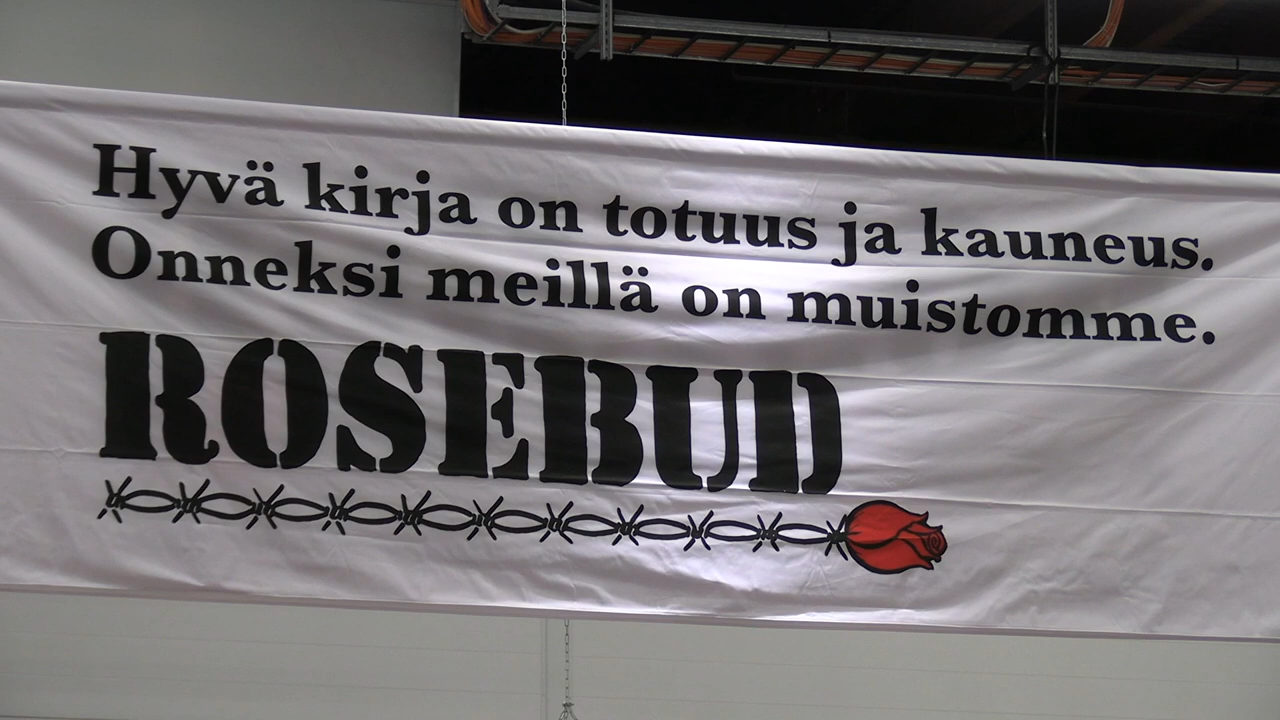 Hyvä kirja on totuus ja kauneus.
Onneksi meillä on muistomme.
ROSEBUD